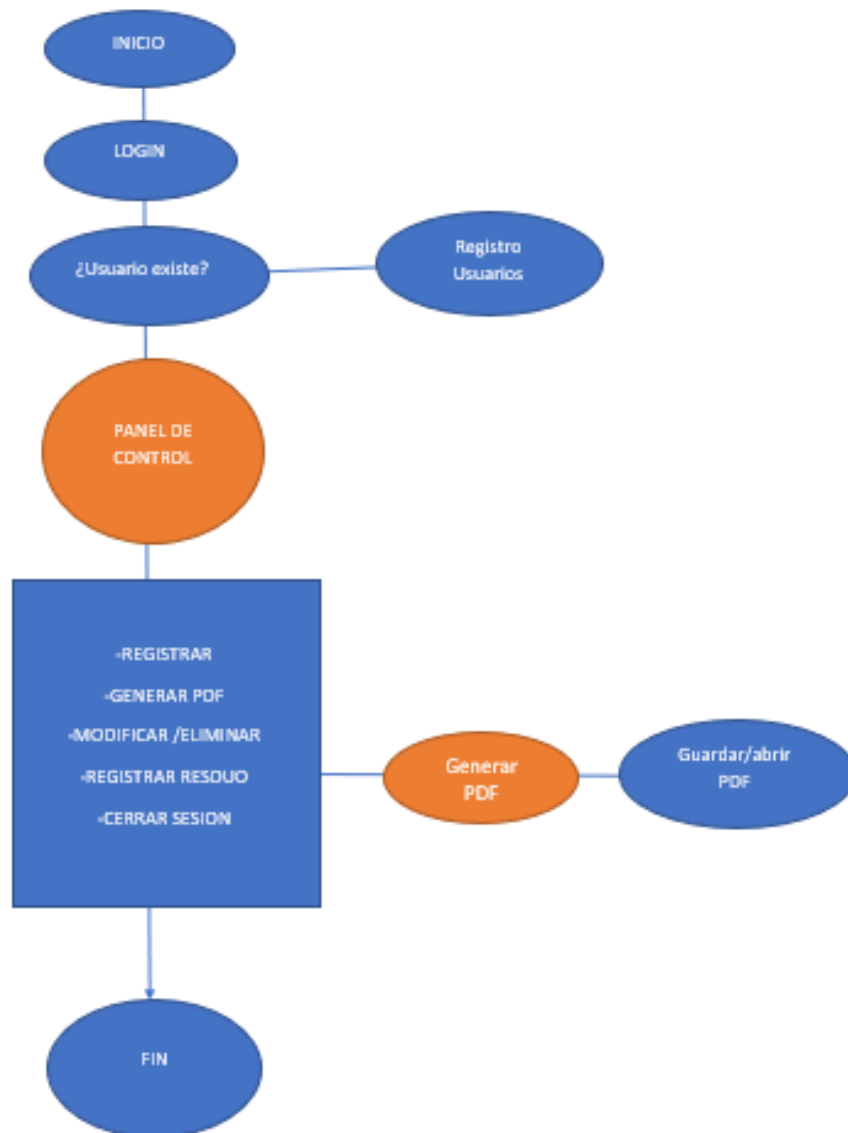 INICIO
LOGIN
¿Usuario existe?
Registro
Usuarios
PANEL DE
CONTROL
-REGISTRAR
-GENERAR PDF
-MODIFICAR /ELIMINAR
-REGISTRAR RESDUO
-CERRAR SESION
Generar
PDF
Guardar/abrir
PDF
FIN